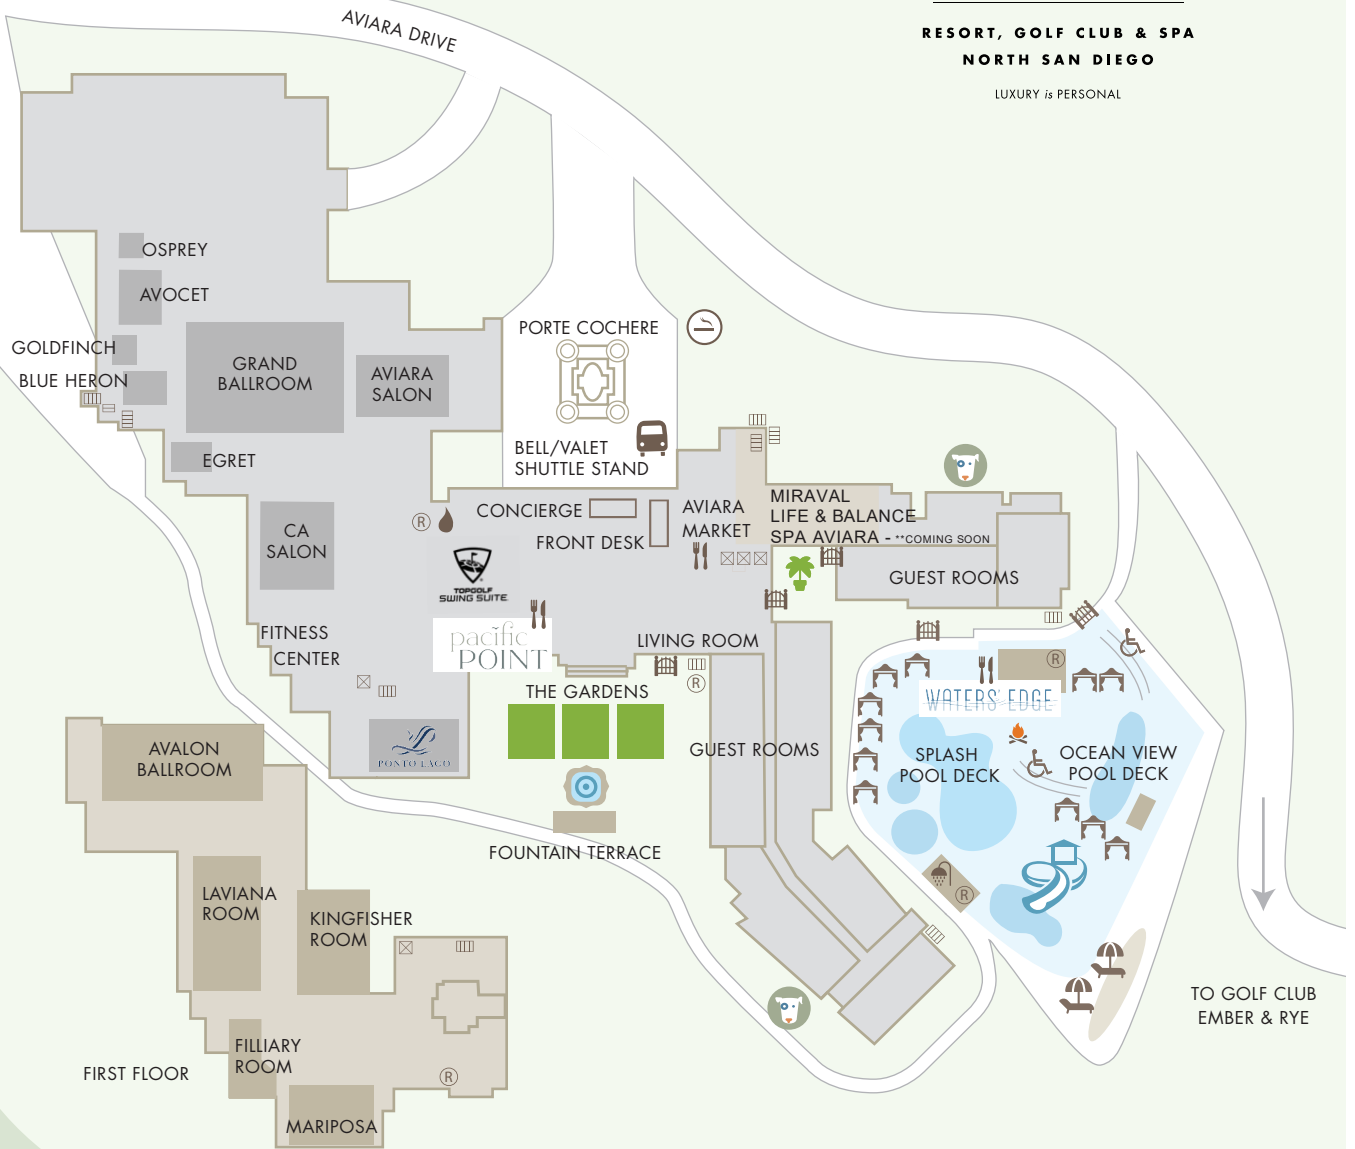 RESORT, GOLF CLUB & SPA
NORTH SAN DIEGO
LUXURY is PERSONAL
AVIARA DRIVE
OSPREY
AVOCET
GOLDFINCH
BLUE HERON
GRAND
BALLROOM
AVIARA
SALON
EGRET
CA
SALON
PORTE COCHERE
BELL/VALET
SHUTTLE STAND
CONCIERGE
FRONT DESK
AVIARA
MARKET
MIRAVAL
LIFE & BALANCE
SPA AVIARA - **COMING SOON
GUEST ROOMS
R
TOPGOLF
SWING SUITE
pacific
POINT
LIVING ROOM
R
FITNESS
CENTER
PONTO LAGO
THE GARDENS
GUEST ROOMS
FOUNTAIN TERRACE
R
WATERS' EDGE
SPLASH
POOL DECK
OCEAN VIEW
POOL DECK
R
TO GOLF CLUB
EMBER & RYE
AVALON
BALLROOM
LAVIANA
ROOM
KINGFISHER
ROOM
FILLIARY
ROOM
FIRST FLOOR
R
MARIPOSA